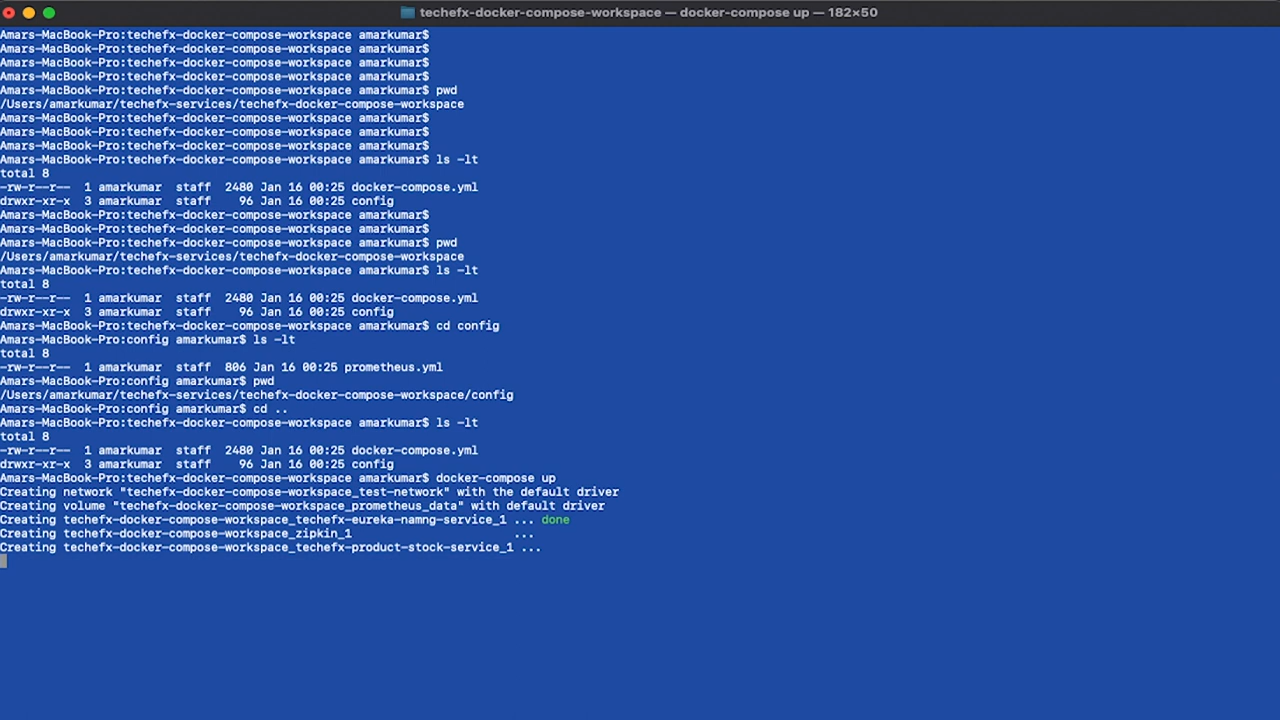 techefx-docker-compose-workspace — docker-compose up — 182×50
Amars-MacBook-Pro:techefx-docker-compose-workspace amarkumar$
Amars-MacBook-Pro:techefx-docker-compose-workspace amarkumar$
Amars-MacBook-Pro:techefx-docker-compose-workspace amarkumar$
Amars-MacBook-Pro:techefx-docker-compose-workspace amarkumar$
Amars-MacBook-Pro:techefx-docker-compose-workspace amarkumar$ pwd
/Users/amarkumar/techefx-services/techefx-docker-compose-workspace
Amars-MacBook-Pro:techefx-docker-compose-workspace amarkumar$
Amars-MacBook-Pro:techefx-docker-compose-workspace amarkumar$
Amars-MacBook-Pro:techefx-docker-compose-workspace amarkumar$
Amars-MacBook-Pro:techefx-docker-compose-workspace amarkumar$ ls -lt
total 8
-rw-r--r-- 1 amarkumar staff 2480 Jan 16 00:25 docker-compose.yml
drwxr-xr-x 3 amarkumar staff 96 Jan 16 00:25 config
Amars-MacBook-Pro:techefx-docker-compose-workspace amarkumar$
Amars-MacBook-Pro:techefx-docker-compose-workspace amarkumar$
Amars-MacBook-Pro:techefx-docker-compose-workspace amarkumar$ pwd
/Users/amarkumar/techefx-services/techefx-docker-compose-workspace
Amars-MacBook-Pro:techefx-docker-compose-workspace amarkumar$ ls -lt
total 8
-rw-r--r-- 1 amarkumar staff 2480 Jan 16 00:25 docker-compose.yml
drwxr-xr-x 3 amarkumar staff 96 Jan 16 00:25 config
Amars-MacBook-Pro:techefx-docker-compose-workspace amarkumar$ cd config
Amars-MacBook-Pro:config amarkumar$ ls -lt
total 8
-rw-r--r-- 1 amarkumar staff 806 Jan 16 00:25 prometheus.yml
Amars-MacBook-Pro:config amarkumar$ pwd
/Users/amarkumar/techefx-services/techefx-docker-compose-workspace/config
Amars-MacBook-Pro:config amarkumar$ cd ..
Amars-MacBook-Pro:techefx-docker-compose-workspace amarkumar$ ls -lt
total 8
-rw-r--r-- 1 amarkumar staff 2480 Jan 16 00:25 docker-compose.yml
drwxr-xr-x 3 amarkumar staff 96 Jan 16 00:25 config
Amars-MacBook-Pro:techefx-docker-compose-workspace amarkumar$ docker-compose up
Creating network "techefx-docker-compose-workspace_test-network" with the default driver
Creating volume "techefx-docker-compose-workspace_prometheus_data" with default driver
Creating techefx-docker-compose-workspace_techefx-eureka-namng-service_1 ... done
Creating techefx-docker-compose-workspace_zipkin_1 ...
Creating techefx-docker-compose-workspace_techefx-product-stock-service_1 ...